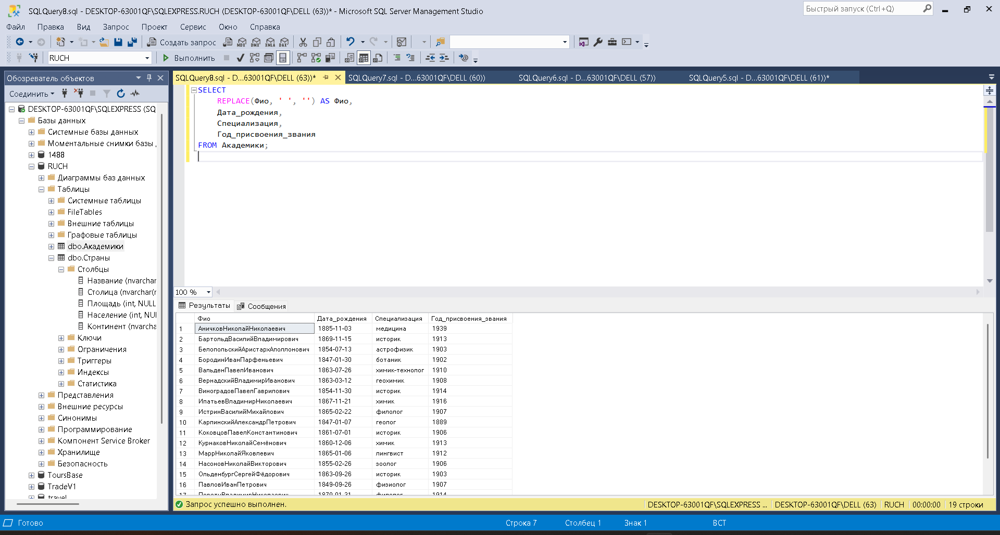 SQLQuery8.sql - DESKTOP-63001QF\SQLEXPRESS.RUCH (DESKTOP-63001QF\DELL (63))* - Microsoft SQL Server Management Studio
Быстрый запуск (Ctrl+Q)
Файл Правка Вид Запрос Проект Сервис Окно Справка
Создать запрос MDX DMX XMLA DAX
RUCH Выполнить
Обозреватель объектов
SQLQuery8.sql - D...63001QF\DELL (63))* SQLQuery7.sql - D...63001QF\DELL (60)) SQLQuery6.sql - D...63001QF\DELL (57)) SQLQuery5.sql - D...63001QF\DELL (61))*
Соединить
DESKTOP-63001QF\SQLEXPRESS (SQ
Базы данных
Системные базы данных
Моментальные снимки базы
1488
RUCH
Диаграммы баз данных
Таблицы
Системные таблицы
FileTables
Внешние таблицы
Графовые таблицы
dbo.Академики
dbo.Страны
Столбцы
Название (nvarchar
Столица (nvarchar(
Площадь (int, NULL
Население (int, NU
Континент (nvarcha
Ключи
Ограничения
Триггеры
Индексы
Статистика
Представления
Внешние ресурсы
Синонимы
Программирование
Компонент Service Broker
Хранилище
Безопасность
ToursBase
TradeV1
travel
SELECT
REPLACE(Фио, ' ', '') AS Фио,
Дата_рождения,
Специализация,
Год_присвоения_звания
FROM Академики;
100 %
Результаты Сообщения
Фио Дата_рождения Специализация Год_присвоения_звания
1 АничковНиколайНиколаевич 1885-11-03 медицина 1939
2 БартольдВасилийВладимирович 1869-11-15 историк 1913
3 БелопольскийАристархАполлонович 1854-07-13 астрофизик 1903
4 БородинИванПарфеньевич 1847-01-30 ботаник 1902
5 ВальденПавелИванович 1863-07-26 химик-технолог 1910
6 ВернадскийВладимирИванович 1863-03-12 геохимик 1908
7 ВиноградовПавелГаврилович 1854-11-30 историк 1914
8 ИпатьевВладимирНиколаевич 1867-11-21 химик 1916
9 ИстринВасилийМихайлович 1865-02-22 филолог 1907
10 КарпинскийАлександрПетрович 1847-01-07 геолог 1889
11 КоковцовПавелКонстантинович 1861-07-01 историк 1906
12 КурнаковНиколайСемёнович 1860-12-06 химик 1913
13 МаррНиколайЯковлевич 1865-01-06 лингвист 1912
14 НасоновНиколайВикторович 1855-02-26 зоолог 1906
15 ОльденбургСергейФёдорович 1863-09-26 историк 1903
16 ПавловИванПетрович 1849-09-26 физиолог 1907
17 1870-01-31 филолог 1914
Запрос успешно выполнен. DESKTOP-63001QF\SQLEXPRESS ... DESKTOP-63001QF\DELL (63) RUCH 00:00:00 19 строки
Готово Строка 7 Столбец 1 Знак 1 ВСТ